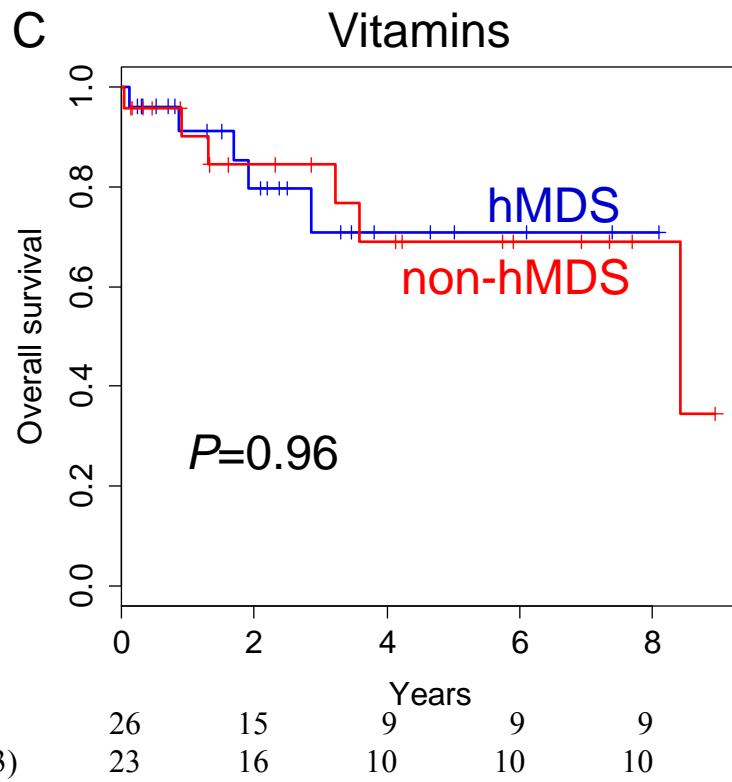 C
Vitamins
1.0
0.8
0.6
0.4
0.2
0.0
Overall survival
hMDS
non-hMDS
P=0.96
0 2 4 6 8
Years
26 15 9 9 9
3) 23 16 10 10 10